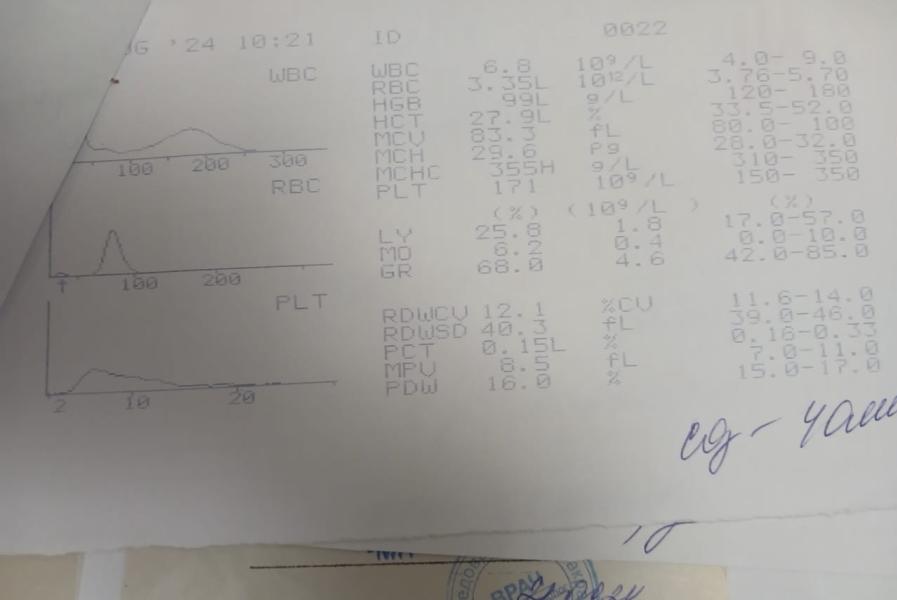 '24 10:21 ID 0022
WBC
WBC 6.8 10⁹/L 4.0- 9.0
RBC 3.35L 10¹²/L 3.76-5.70
HGB 99L g/L 120- 180
HCT 27.9L % 33.5-52.0
MCV 83.3 fL 80.0- 100
MCH 29.6 Pg 28.0-32.0
MCHC 355H g/L 310- 350
PLT 171 10⁹/L 150- 350
100 200 300
RBC
(%) (10⁹/L ) (%)
LY 25.8 1.8 17.0-57.0
MO 6.2 0.4 0.0-10.0
GR 68.0 4.6 42.0-85.0
100 200
PLT
RDWCV 12.1 %CV 11.6-14.0
RDWSD 40.3 fL 39.0-46.0
PCT 0.15L % 0.16-0.33
MPV 8.5 fL 7.0-11.0
PDW 16.0 % 15.0-17.0
2 10 20
ВРАЧ